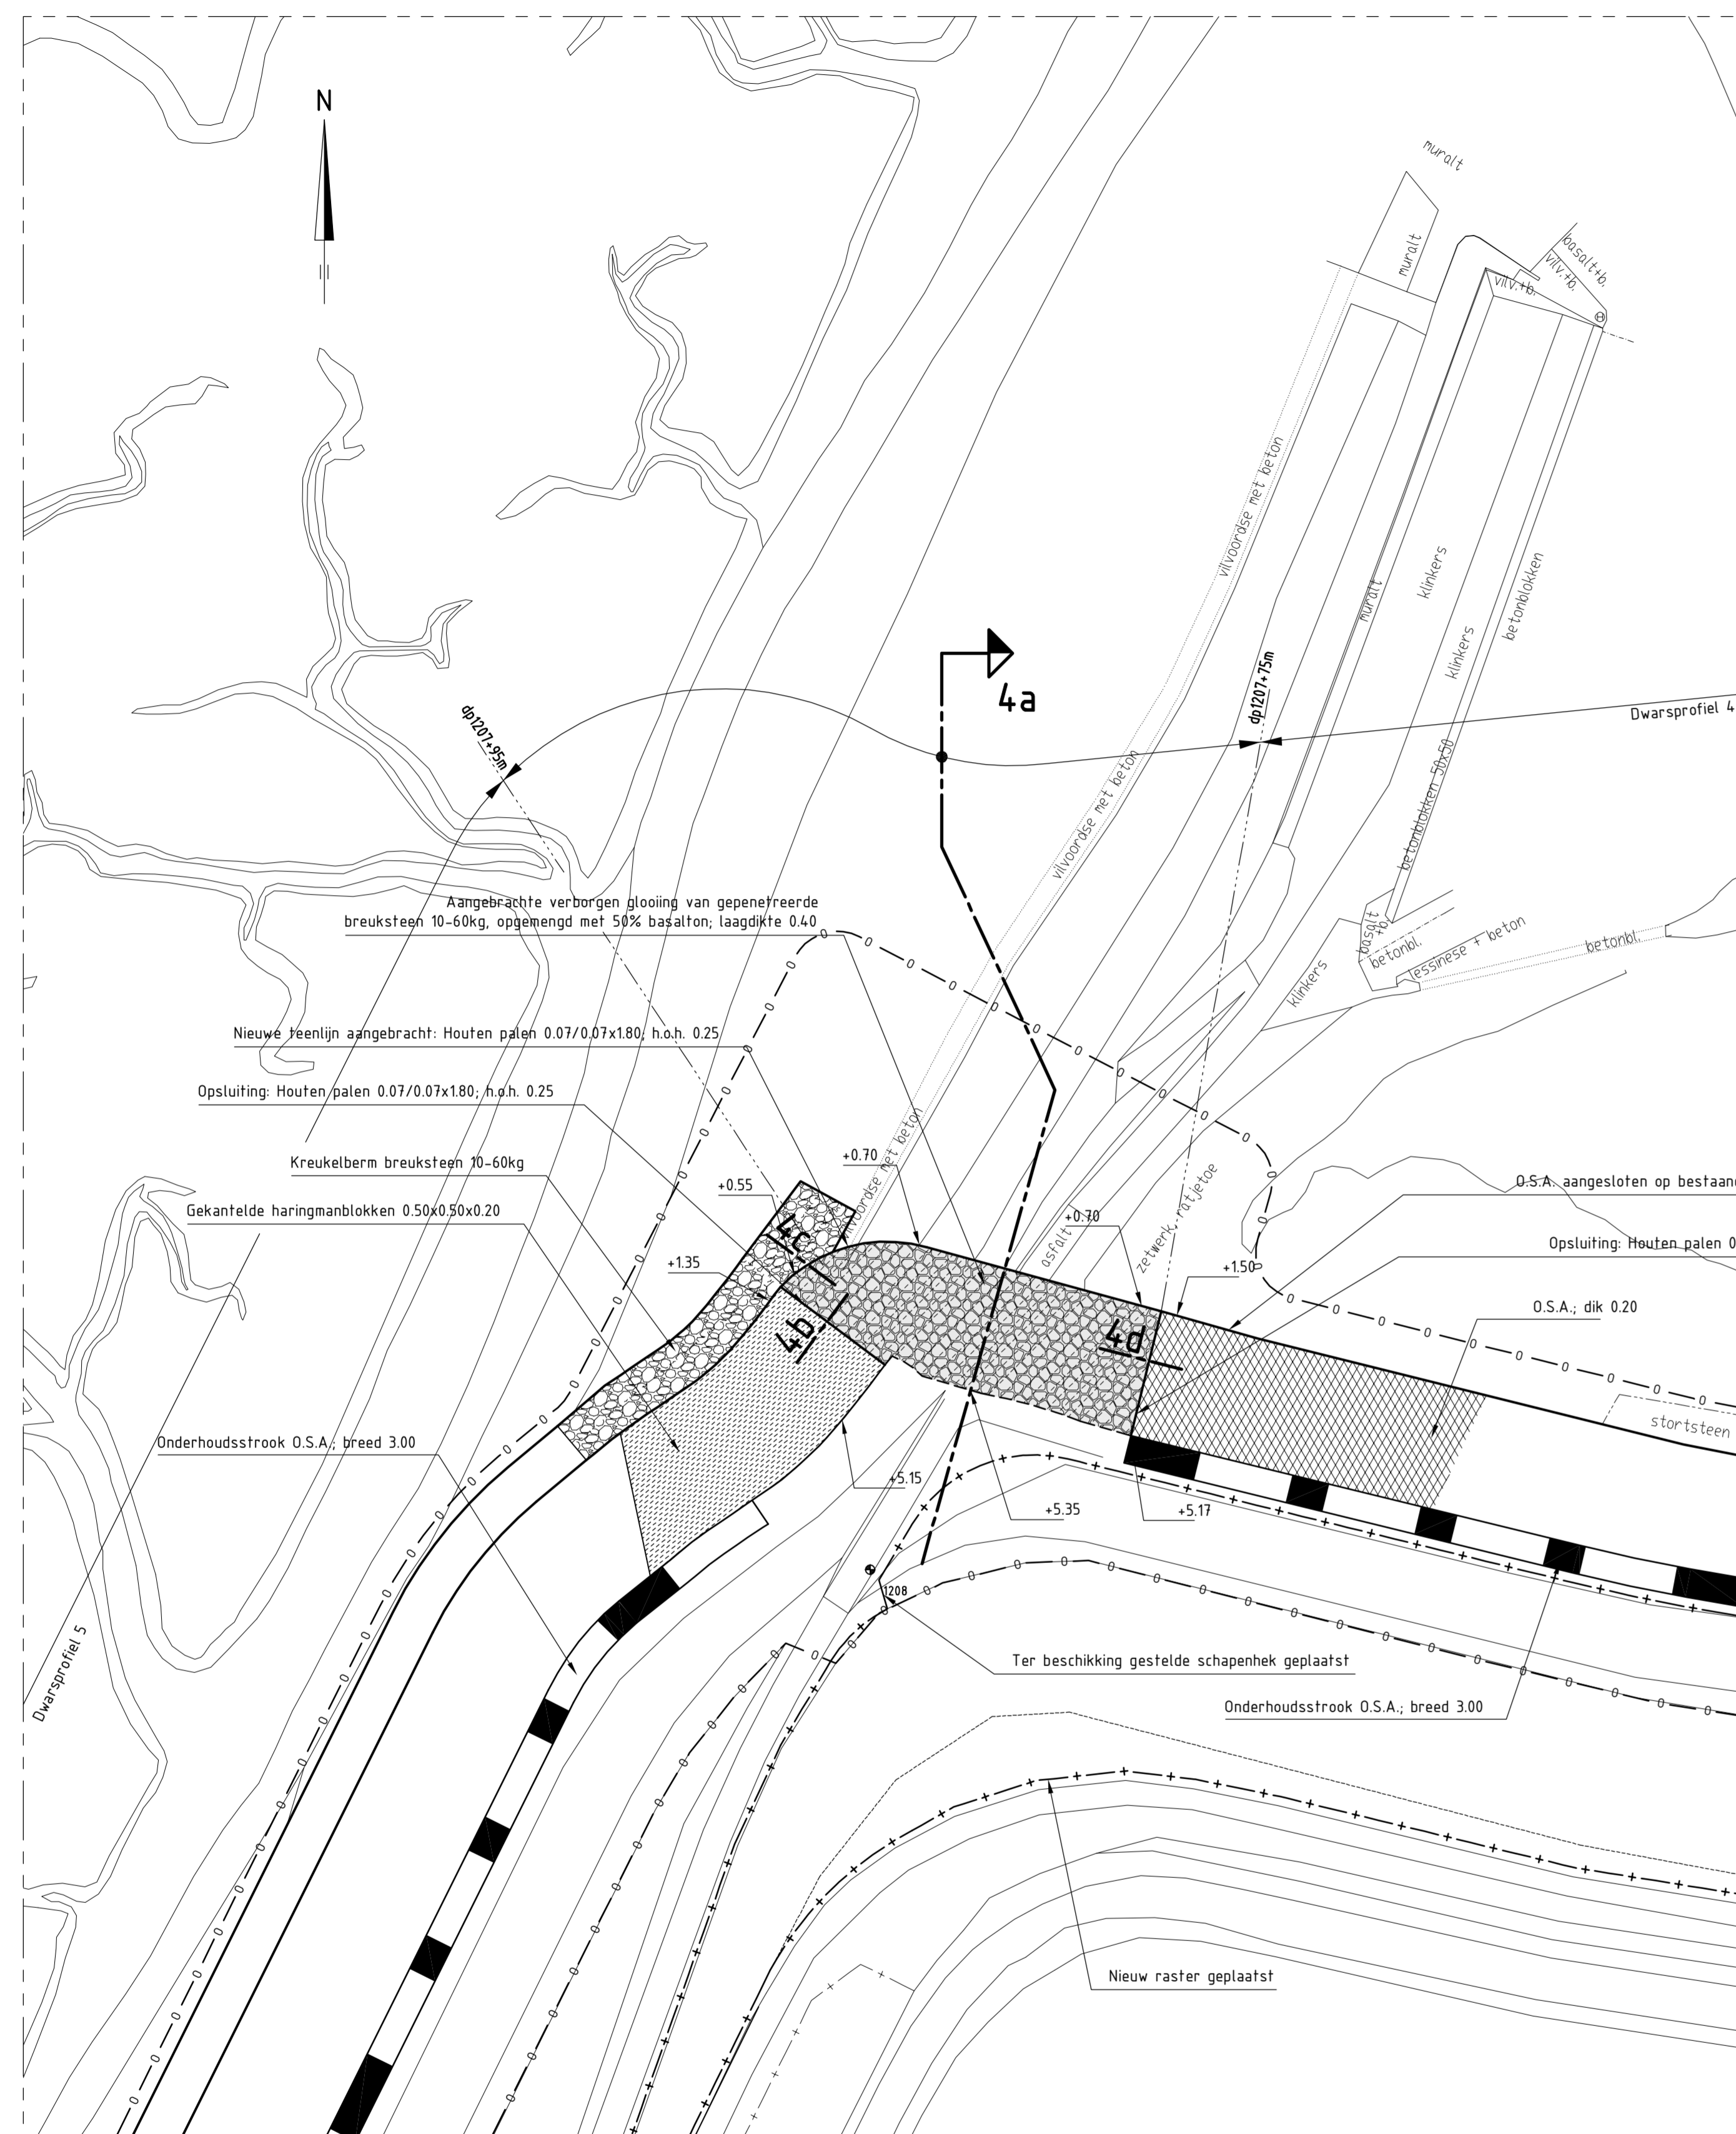 N
muralt
muralt
basalt+b.
vilv.+b.
vilv.+b.
vilvoordse met beton
muralt
klinkers
klinkers
betonblokken
4a
dp1207+75m
dp1207+95m
Dwarsprofiel 4
vilvoordse met beton
betonblokken 50x50
Aangebrachte verborgen glooiing van gepenetreerde
breuksteen 10-60kg, opgemengd met 50% basalton; laagdikte 0.40
basalt
+b.
betonbl.
lessinese + beton
betonbl.
klinkers
Nieuwe teenlijn aangebracht: Houten palen 0.07/0.07x1.80; h.o.h. 0.25
Opsluiting: Houten palen 0.07/0.07x1.80; h.o.h. 0.25
vilvoordse met beton
+0.70
Kreukelberm breuksteen 10-60kg
+0.55
O.S.A. aangesloten op bestaan
Gekantelde haringmanblokken 0.50x0.50x0.20
4c
+0.70
asfalt
zetwerk, ratjetoe
Opsluiting: Houten palen 0
+1.35
+1.50
O.S.A.; dik 0.20
4b
4d
stortsteen
Onderhoudsstrook O.S.A.; breed 3.00
+5.15
+5.35
+5.17
1208
Dwarsprofiel 5
Ter beschikking gestelde schapenhek geplaatst
Onderhoudsstrook O.S.A.; breed 3.00
Nieuw raster geplaatst